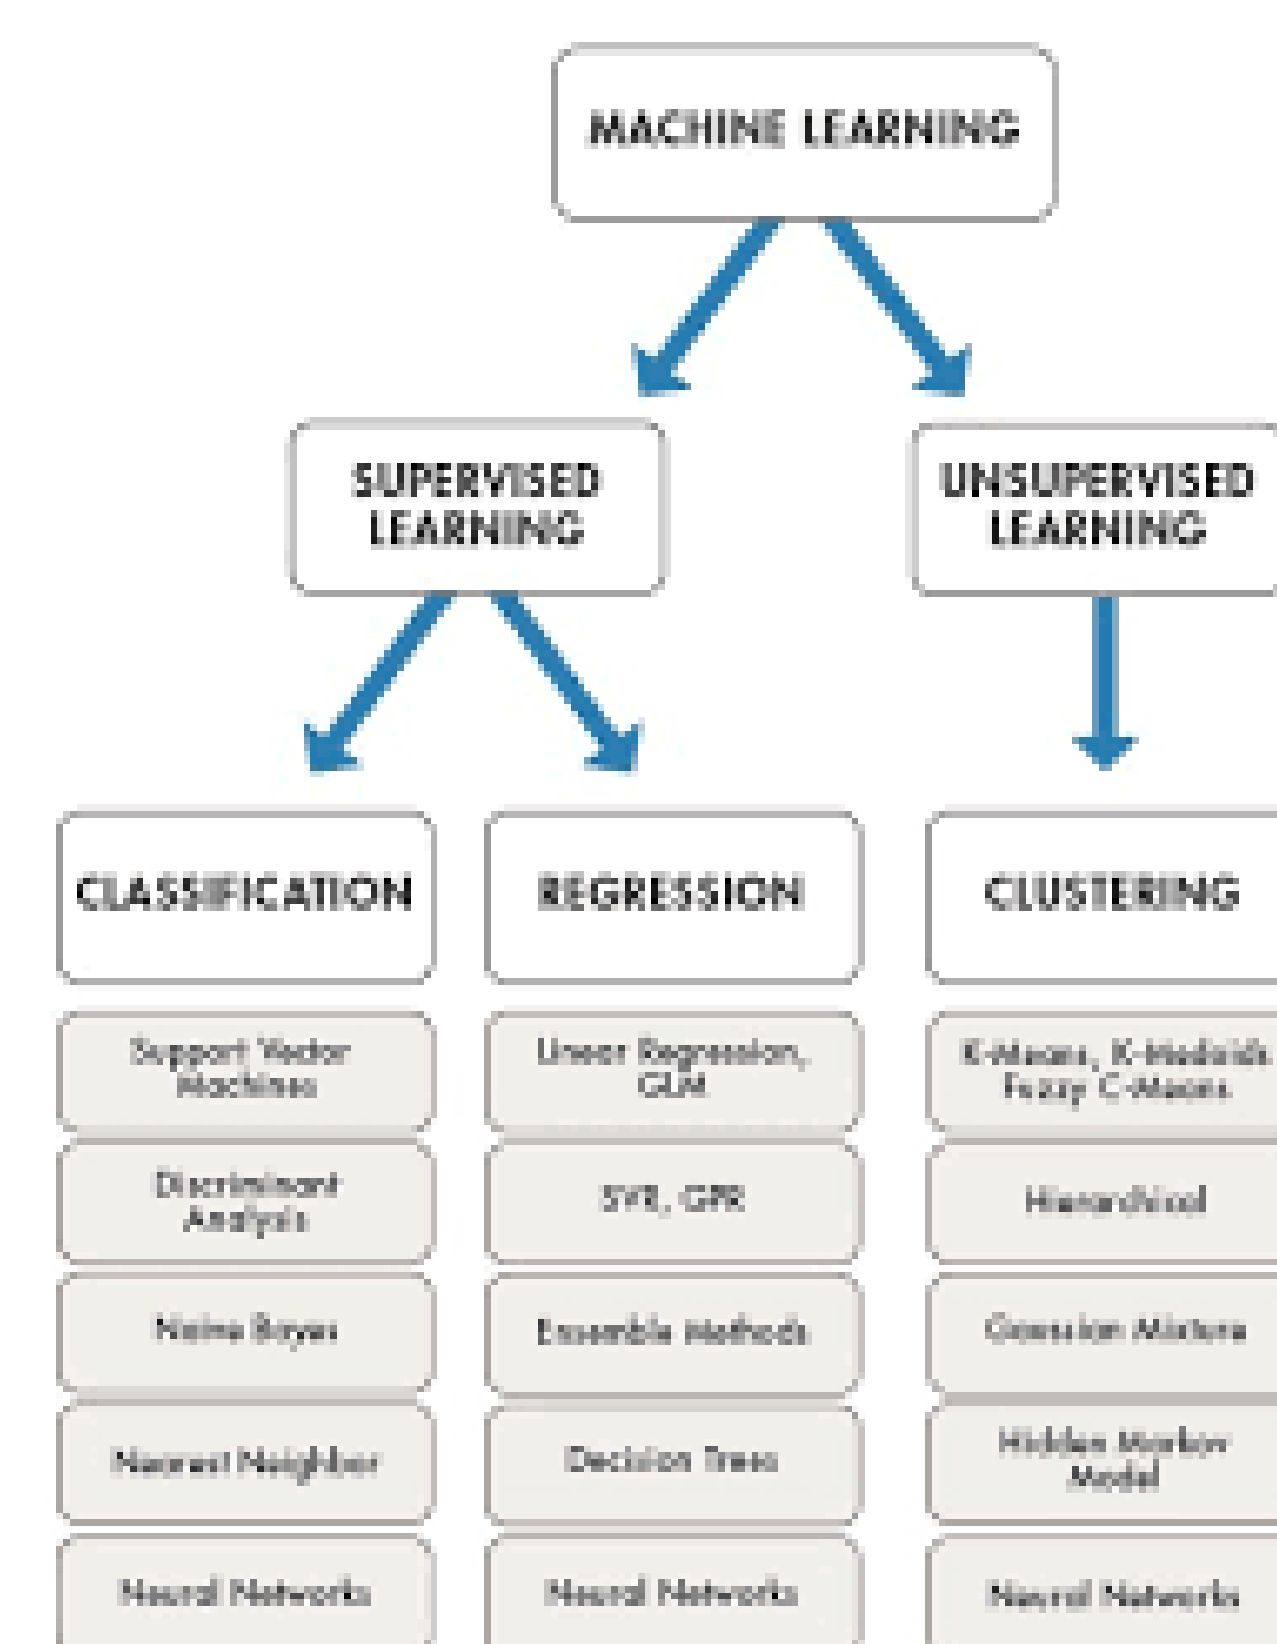 MACHINE LEARNING
SUPERVISED
LEARNING
UNSUPERVISED
LEARNING
CLASSIFICATION
REGRESSION
CLUSTERING
Support Vector
Machines
Linear Regression,
GLM
K-Means, K-Medoids
Fuzzy C-Means
Discriminant
Analysis
SVR, GPR
Hierarchical
Naive Bayes
Ensemble Methods
Gaussian Mixture
Nearest Neighbor
Decision Trees
Hidden Markov
Model
Neural Networks
Neural Networks
Neural Networks